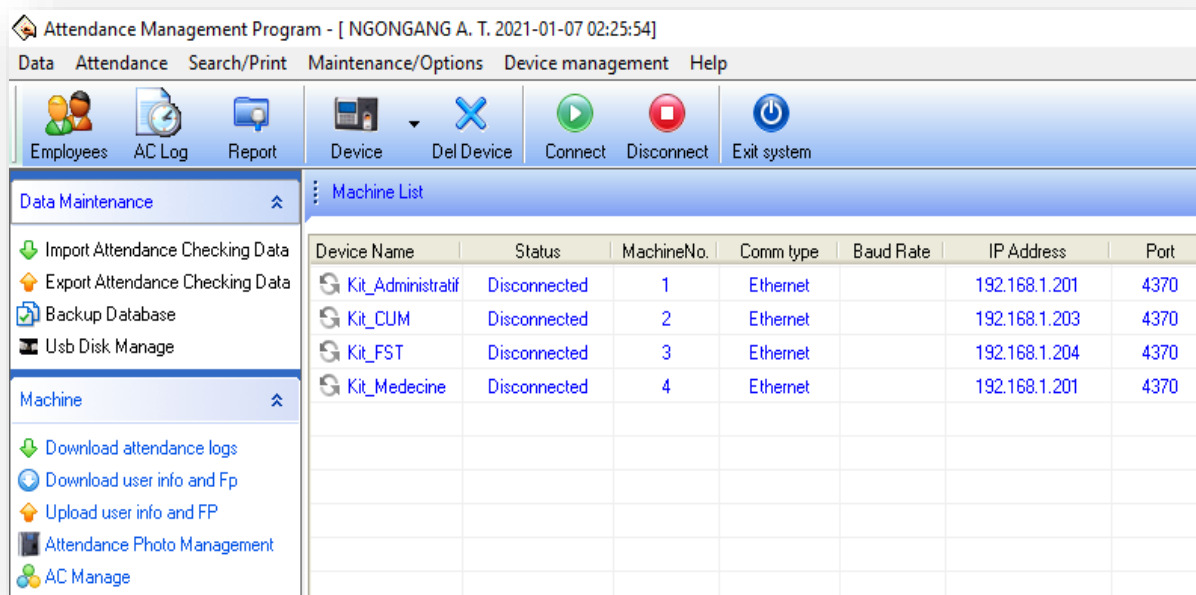 Attendance Management Program - [ NGONGANG A. T. 2021-01-07 02:25:54]
Data Attendance Search/Print Maintenance/Options Device management Help
Employees AC Log Report Device Del Device Connect Disconnect Exit system
Data Maintenance
Import Attendance Checking Data
Export Attendance Checking Data
Backup Database
Usb Disk Manage
Machine
Download attendance logs
Download user info and Fp
Upload user info and FP
Attendance Photo Management
AC Manage
Machine List
Device Name Status MachineNo. Comm type Baud Rate IP Address Port
Kit_Administratif Disconnected 1 Ethernet 192.168.1.201 4370
Kit_CUM Disconnected 2 Ethernet 192.168.1.203 4370
Kit_FST Disconnected 3 Ethernet 192.168.1.204 4370
Kit_Medecine Disconnected 4 Ethernet 192.168.1.201 4370